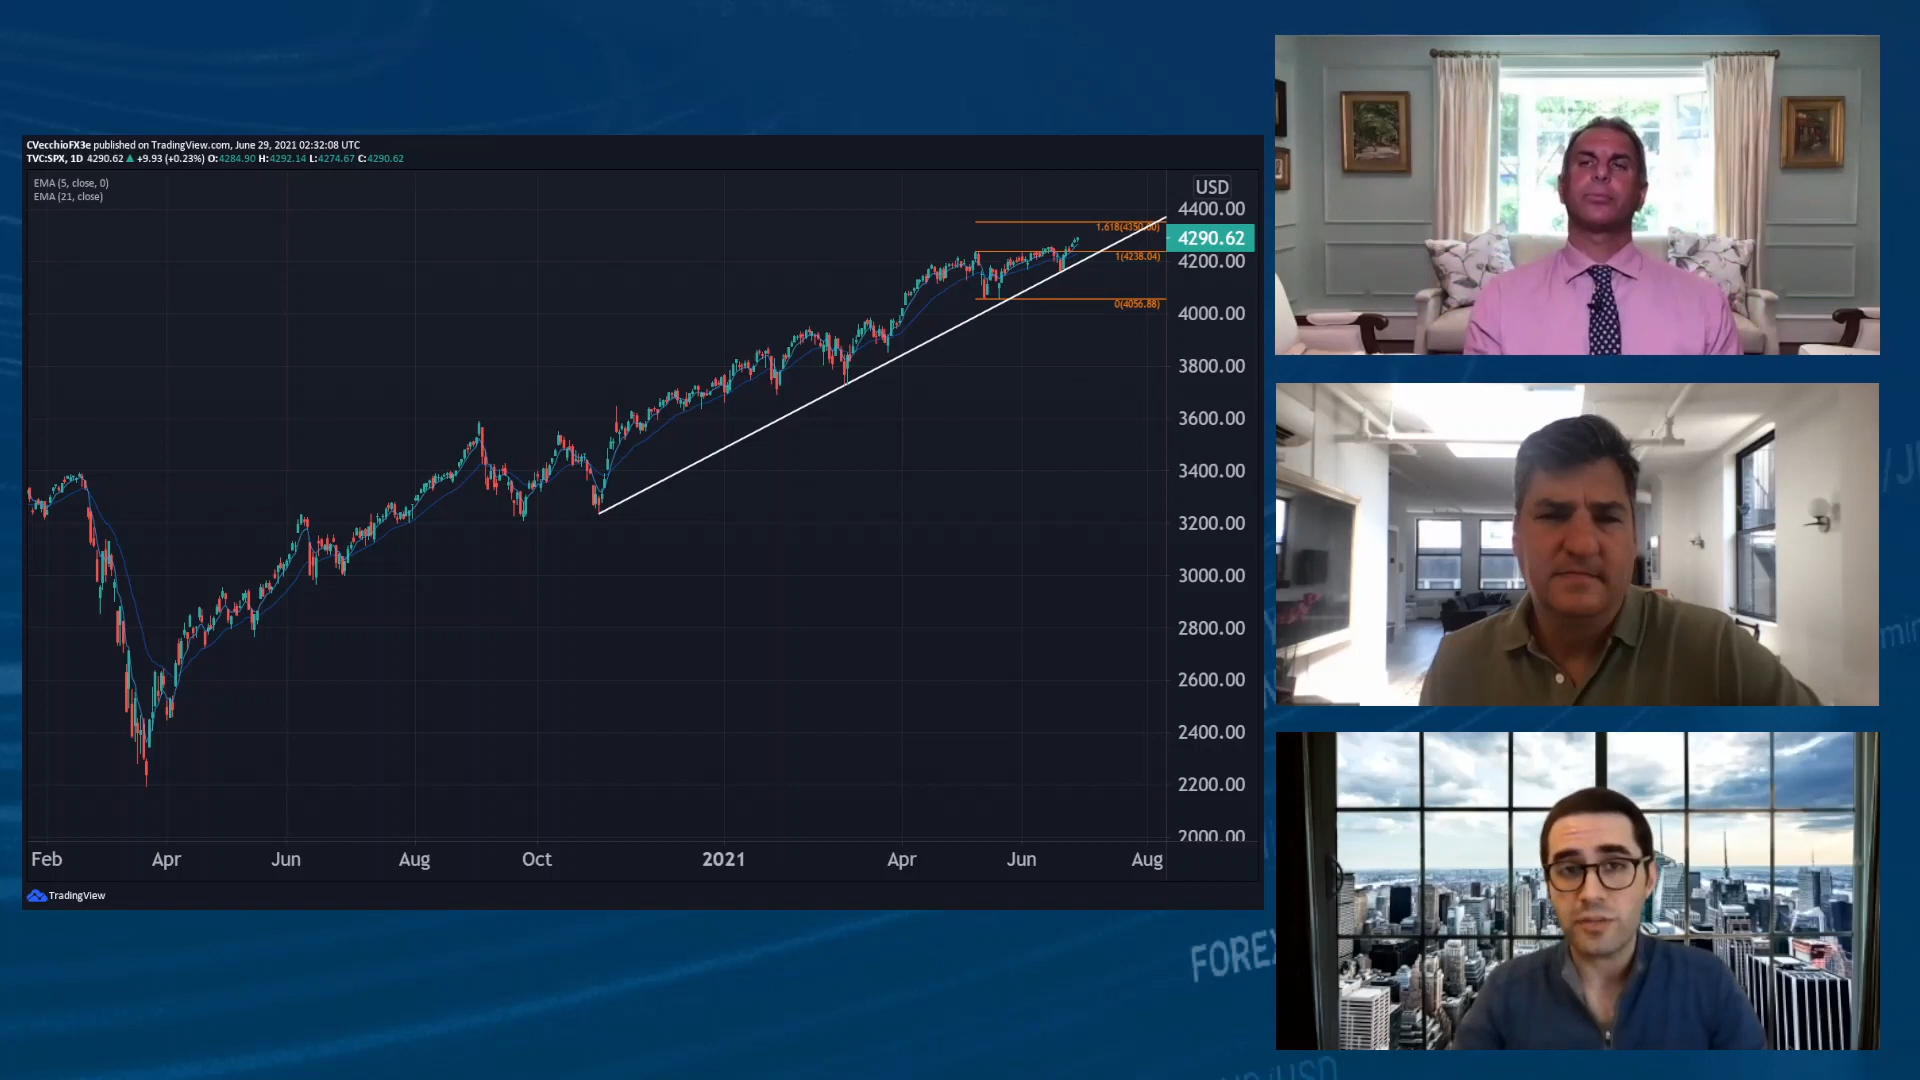 CVecchioFX3e published on TradingView.com, June 29, 2021 02:32:08 UTC
TVC:SPX, 1D 4290.62 ▲ +9.93 (+0.23%) O:4284.90 H:4292.14 L:4274.67 C:4290.62
EMA (5, close, 0)
EMA (21, close)
USD
4400.00
1.618(4350.00)
4290.62
4200.00
1(4238.04)
0(4056.88)
4000.00
3800.00
3600.00
3400.00
3200.00
3000.00
2800.00
2600.00
2400.00
2200.00
2000.00
Feb Apr Jun Aug Oct 2021 Apr Jun Aug
TradingView
FOREX